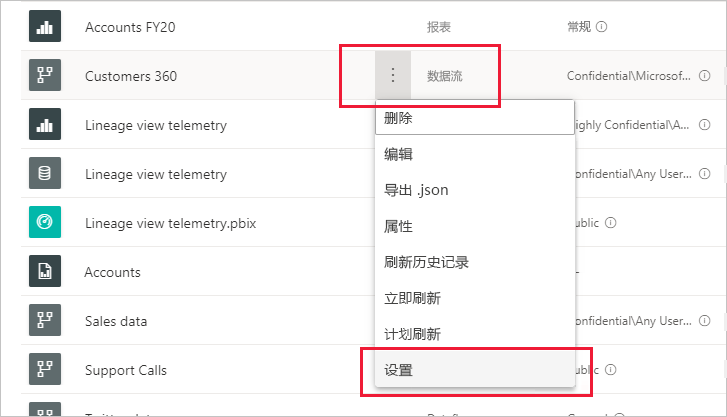 Accounts FY20 报表 常规
Customers 360 数据流 Confidential\Microsof...
删除
Lineage view telemetry ighly Confidential\A...
编辑
Lineage view telemetry onfidential\Any User...
导出 .json
属性
Lineage view telemetry.pbix ublic
刷新历史记录
Accounts
立即刷新
Sales data onfidential\Any User...
计划刷新
设置
Support Calls ublic